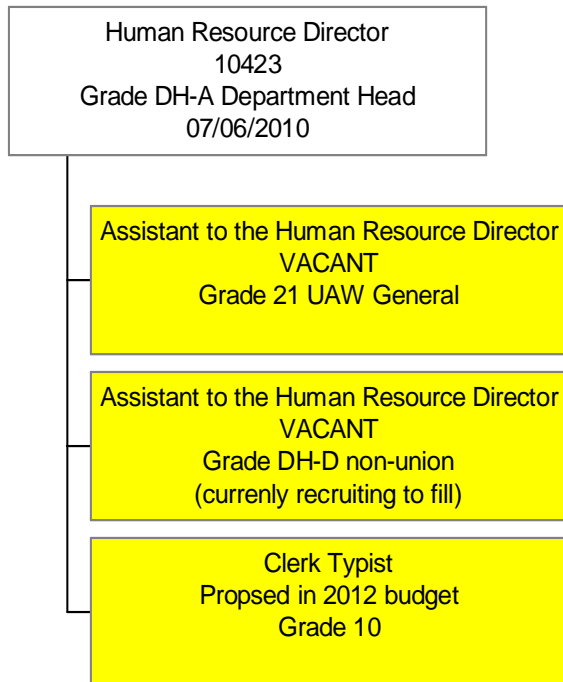 Human Resource Director
10423
Grade DH-A Department Head
07/06/2010
Assistant to the Human Resource Director
VACANT
Grade 21 UAW General
Assistant to the Human Resource Director
VACANT
Grade DH-D non-union
(currenly recruiting to fill)
Clerk Typist
Propsed in 2012 budget
Grade 10